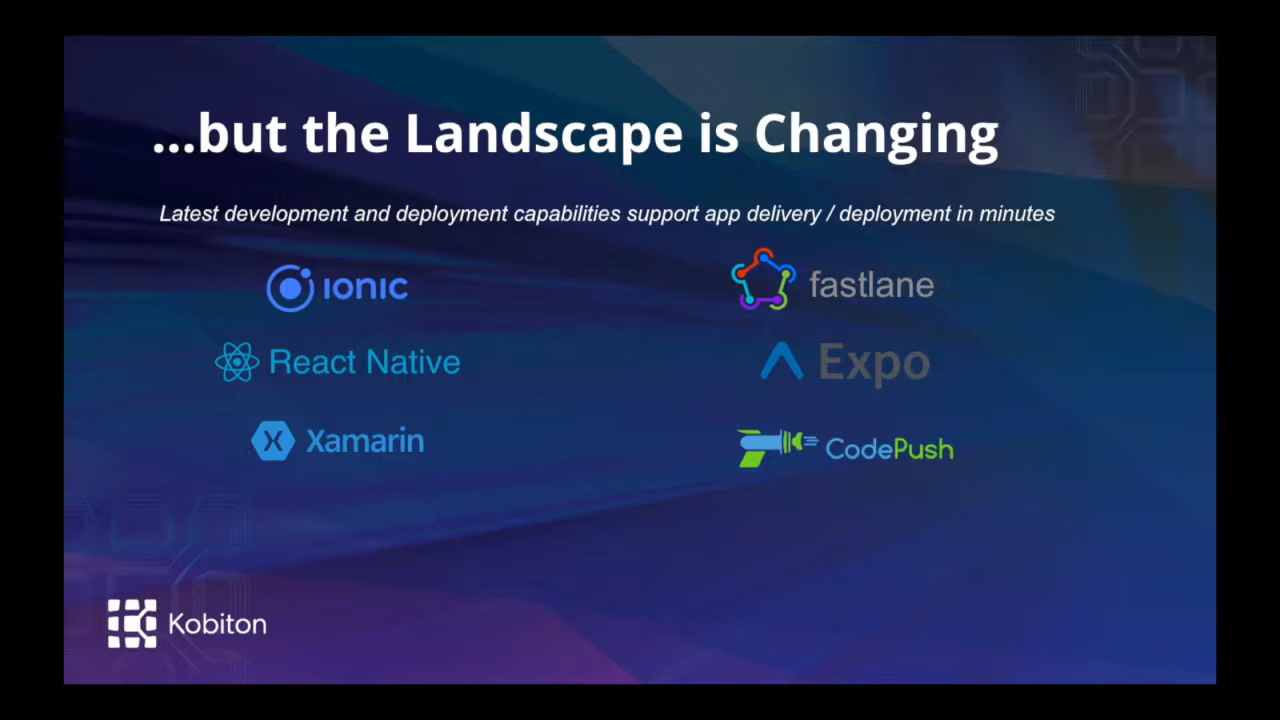 ...but the Landscape is Changing
Latest development and deployment capabilities support app delivery / deployment in minutes
ionic
fastlane
React Native
Expo
Xamarin
CodePush
Kobiton